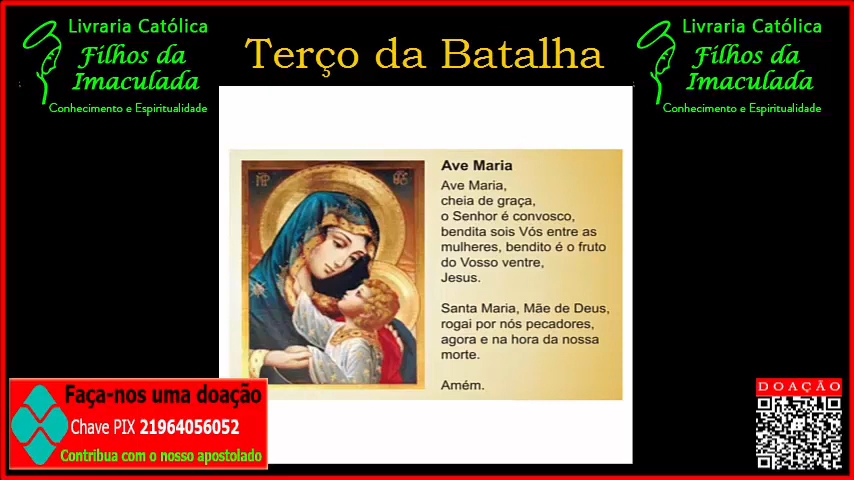 Livraria Católica
Filhos da
Imaculada
Conhecimento e Espiritualidade
Terço da Batalha
Livraria Católica
Filhos da
Imaculada
Conhecimento e Espiritualidade
Ave Maria
Ave Maria,
cheia de graça,
o Senhor é convosco,
bendita sois Vós entre as
mulheres, bendito é o fruto
do Vosso ventre,
Jesus.
Santa Maria, Mãe de Deus,
rogai por nós pecadores,
agora e na hora da nossa
morte.
Amém.
Faça-nos uma doação
Chave PIX 21964056052
Contribua com o nosso apostolado
DOAÇÃO